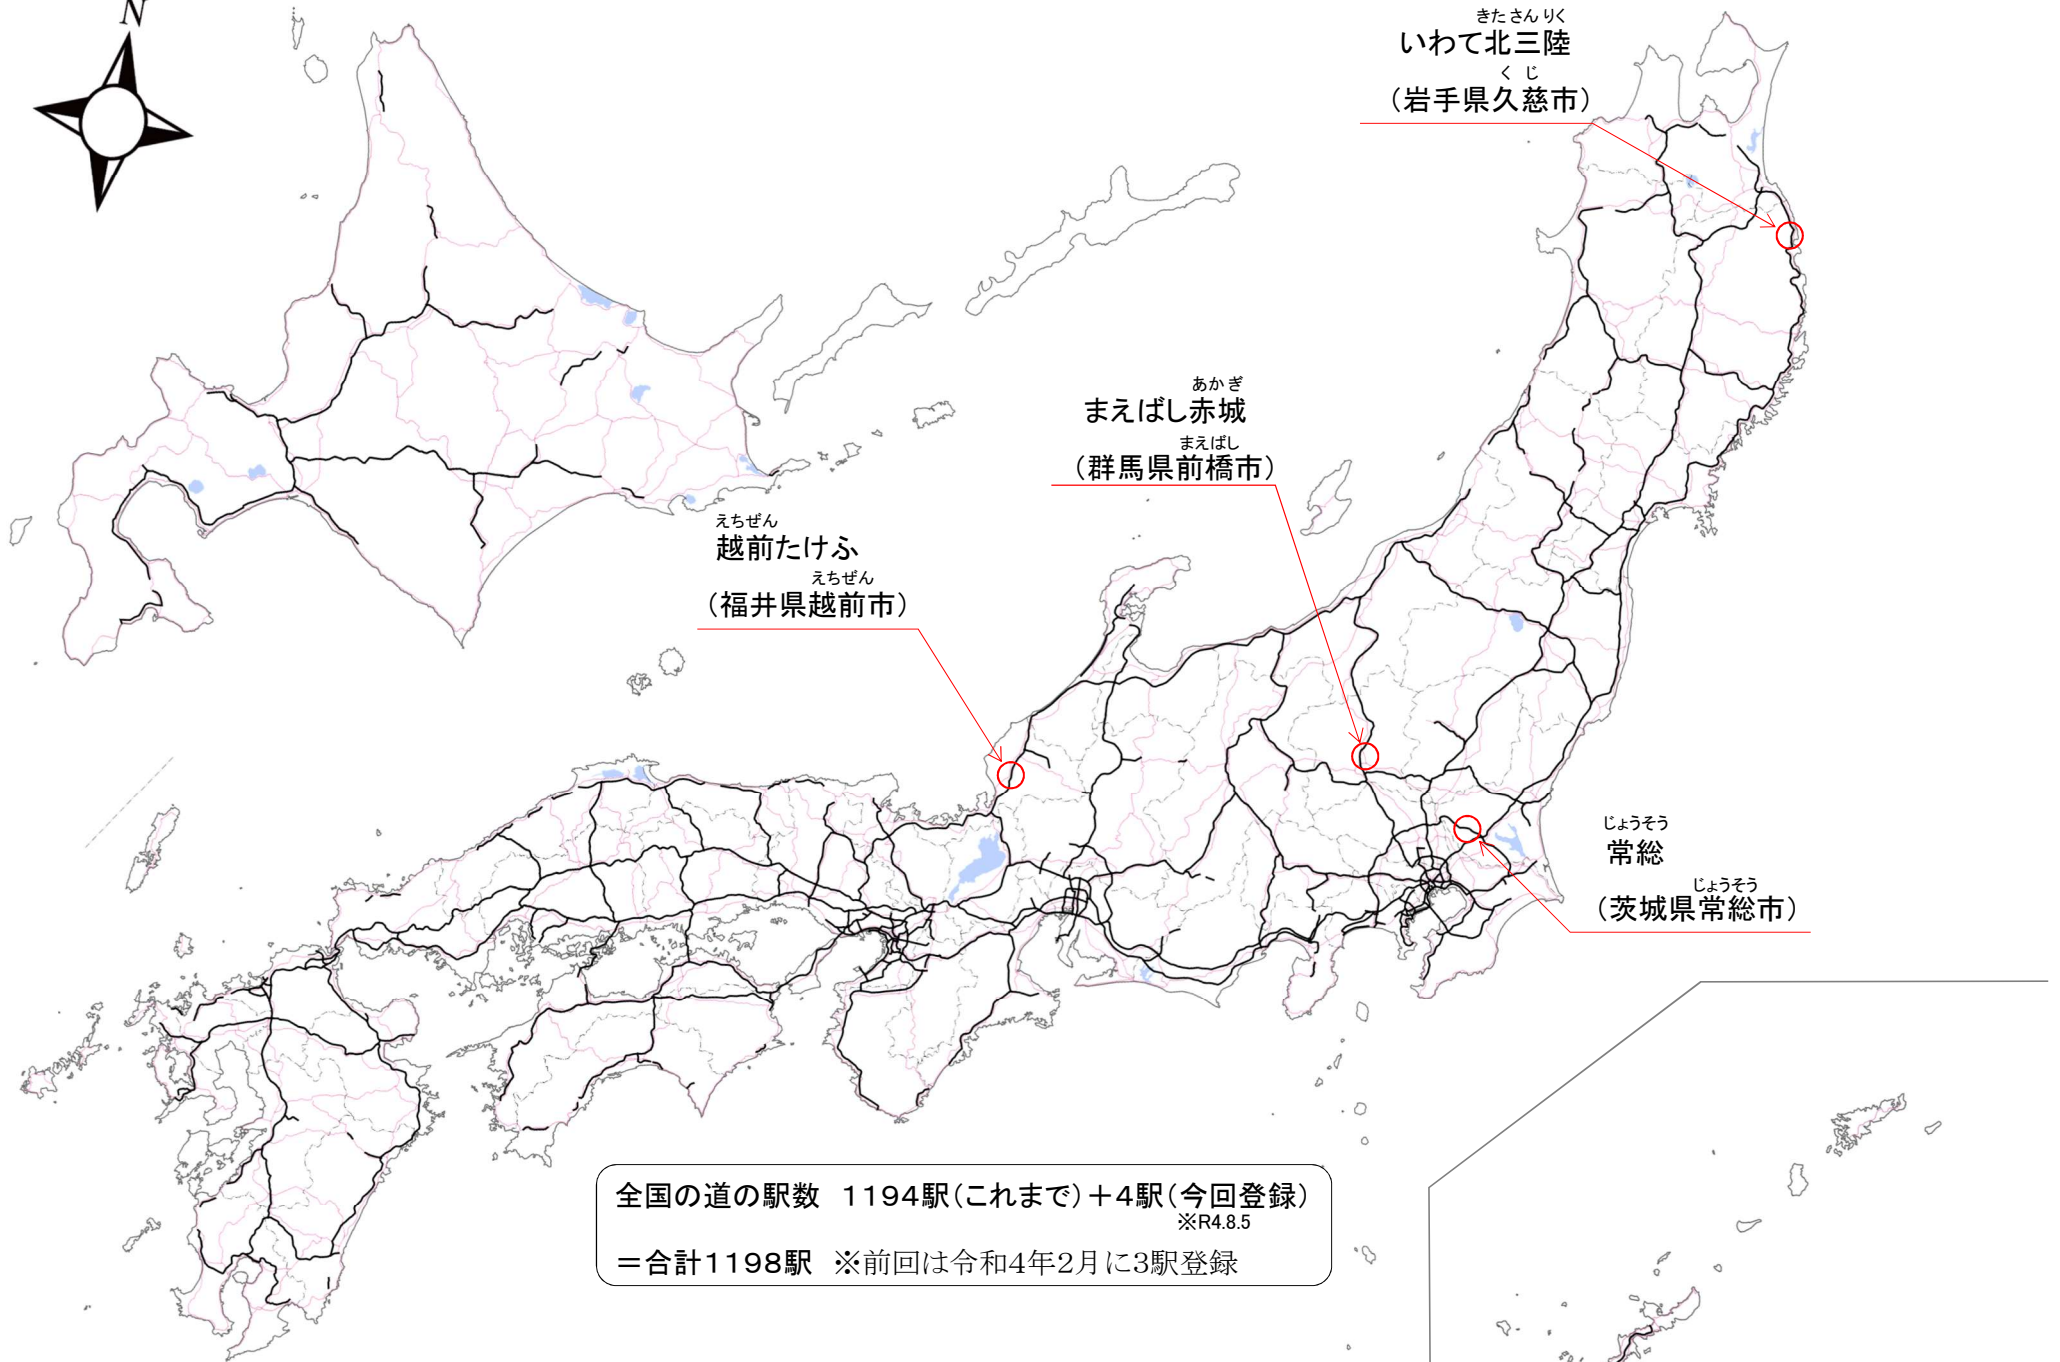 N
きたさんりく
いわて北三陸
くじ
（岩手県久慈市）
あかぎ
まえばし赤城
まえばし
（群馬県前橋市）
えちぜん
越前たけふ
えちぜん
（福井県越前市）
じょうそう
常総
じょうそう
（茨城県常総市）
全国の道の駅数　1194駅（これまで）＋4駅（今回登録）
※R4.8.5
＝合計1198駅　※前回は令和4年2月に3駅登録